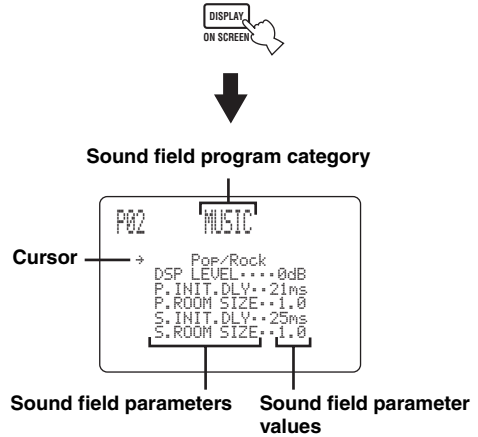 DISPLAY
ON SCREEN
Sound field program category
P02 MUSIC
Cursor
→ Pop/Rock
DSP LEVEL····0dB
P.INIT.DLY··21ms
P.ROOM SIZE··1.0
S.INIT.DLY··25ms
S.ROOM SIZE··1.0
Sound field parameters
Sound field parameter
values